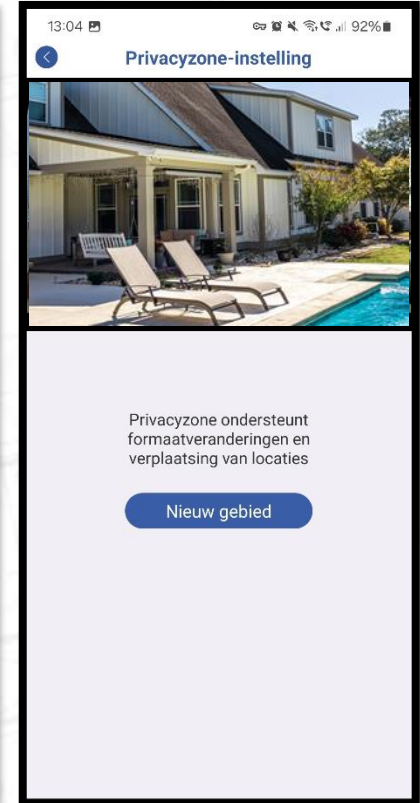 13:04 92%
Privacyzone-instelling
Privacyzone ondersteunt
formaatveranderingen en
verplaatsing van locaties
Nieuw gebied